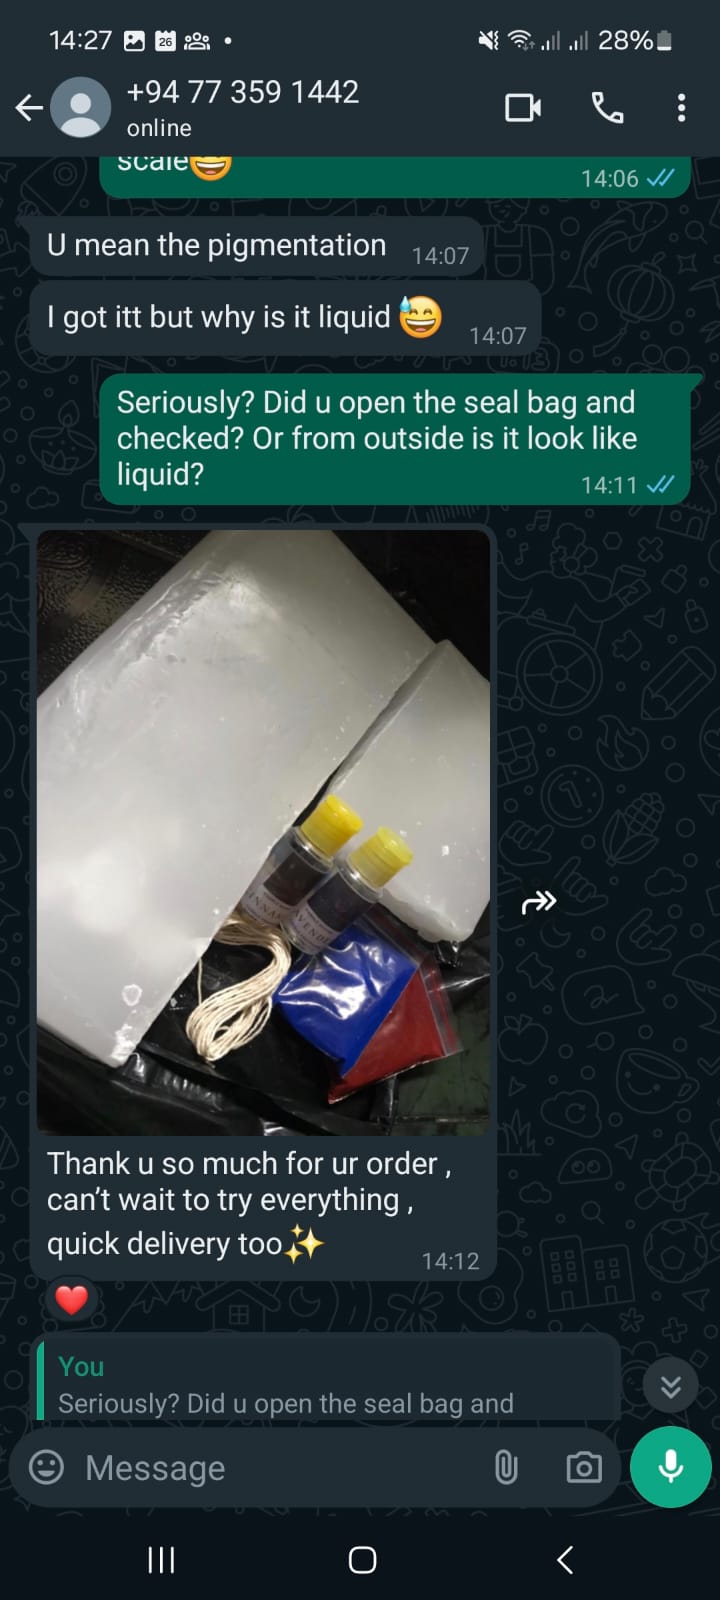 14:27
26
28%
+94 77 359 1442
online
scale😅
14:06
U mean the pigmentation 14:07
I got itt but why is it liquid 😅
14:07
Seriously? Did u open the seal bag and
checked? Or from outside is it look like
liquid?
14:11
Thank u so much for ur order ,
can't wait to try everything ,
quick delivery too✨
14:12
❤️
You
Seriously? Did u open the seal bag and
Message